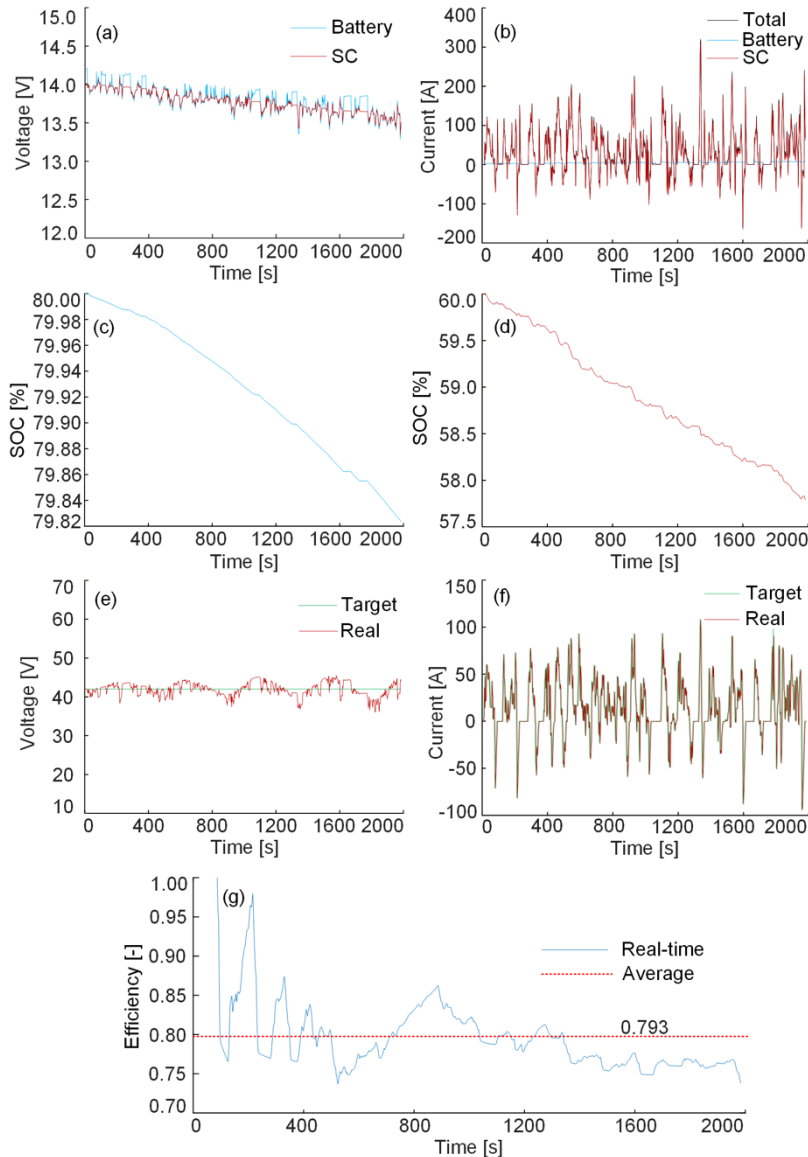 (a)
Battery
SC
Voltage [V]
15.0
14.5
14.0
13.5
13.0
12.5
12.0
0 400 800 1200 1600 2000
Time [s]
(b)
Total
Battery
SC
Current [A]
400
300
200
100
0
-100
-200
0 400 800 1200 1600 2000
Time [s]
(c)
SOC [%]
80.00
79.98
79.96
79.94
79.92
79.90
79.88
79.86
79.84
79.82
0 400 800 1200 1600 2000
Time [s]
(d)
SOC [%]
60.0
59.5
59.0
58.5
58.0
57.5
0 400 800 1200 1600 2000
Time [s]
(e)
Target
Real
Voltage [V]
70
60
50
40
30
20
10
0 400 800 1200 1600 2000
Time [s]
(f)
Target
Real
Current [A]
150
100
50
0
-50
-100
0 400 800 1200 1600 2000
Time [s]
(g)
Real-time
Average
0.793
Efficiency [-]
1.00
0.95
0.90
0.85
0.80
0.75
0.70
0 400 800 1200 1600 2000
Time [s]